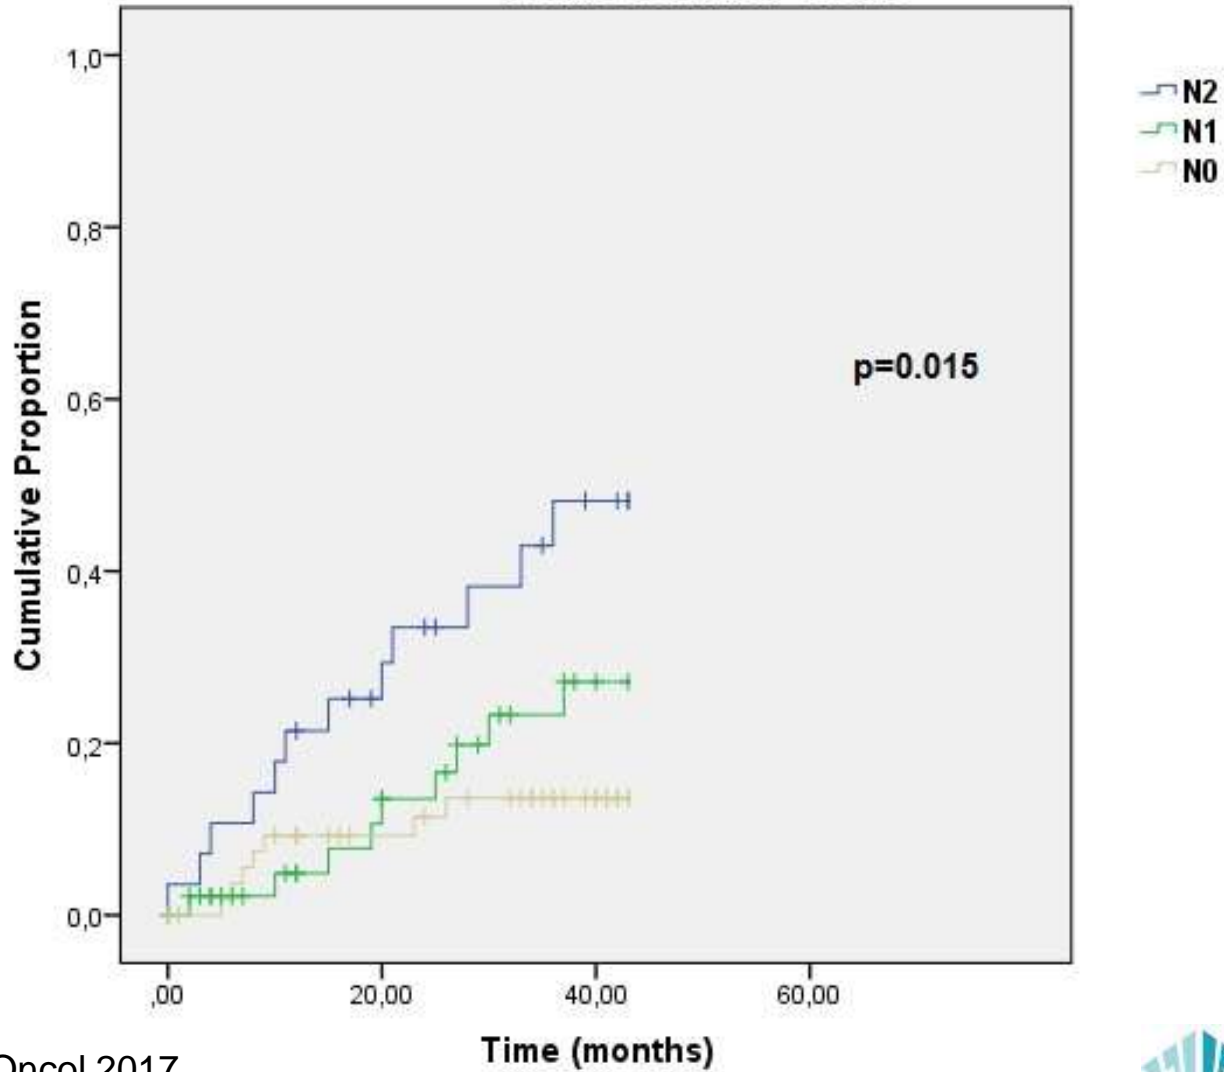 1,0
0,8
0,6
0,4
0,2
0,0
Cumulative Proportion
N2
N1
N0
p=0.015
,00
20,00
40,00
60,00
Time (months)
Oncol 2017